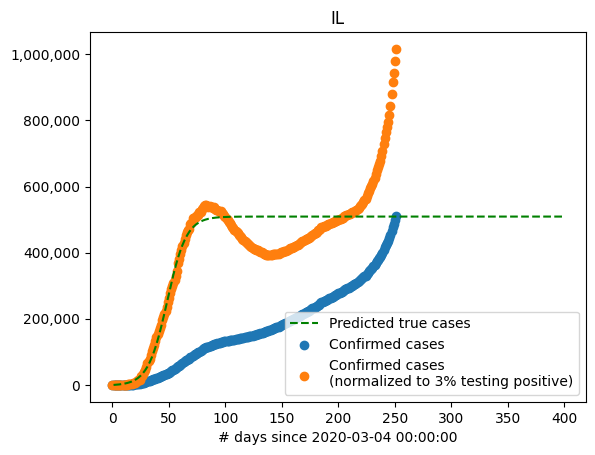 IL
1,000,000
800,000
600,000
400,000
200,000
0
Predicted true cases
Confirmed cases
Confirmed cases
(normalized to 3% testing positive)
0 50 100 150 200 250 300 350 400
# days since 2020-03-04 00:00:00